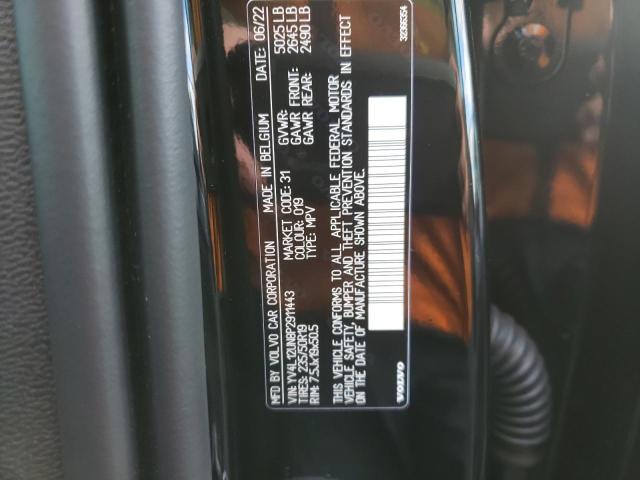 MFD BY VOLVO CAR CORPORATION MADE IN BELGIUM DATE: 06/22
VIN: YV4L12UN8P2911443 GVWR: 5025 LB
TIRES: 235/50R19 MARKET CODE: 31 GAWR FRONT: 2645 LB
RIM: 7.5Jx19x50.5 COLOUR: 019 GAWR REAR: 2490 LB
TYPE: MPV
THIS VEHICLE CONFORMS TO ALL APPLICABLE FEDERAL MOTOR
VEHICLE SAFETY, BUMPER AND THEFT PREVENTION STANDARDS IN EFFECT
ON THE DATE OF MANUFACTURE SHOWN ABOVE.
VOLVO